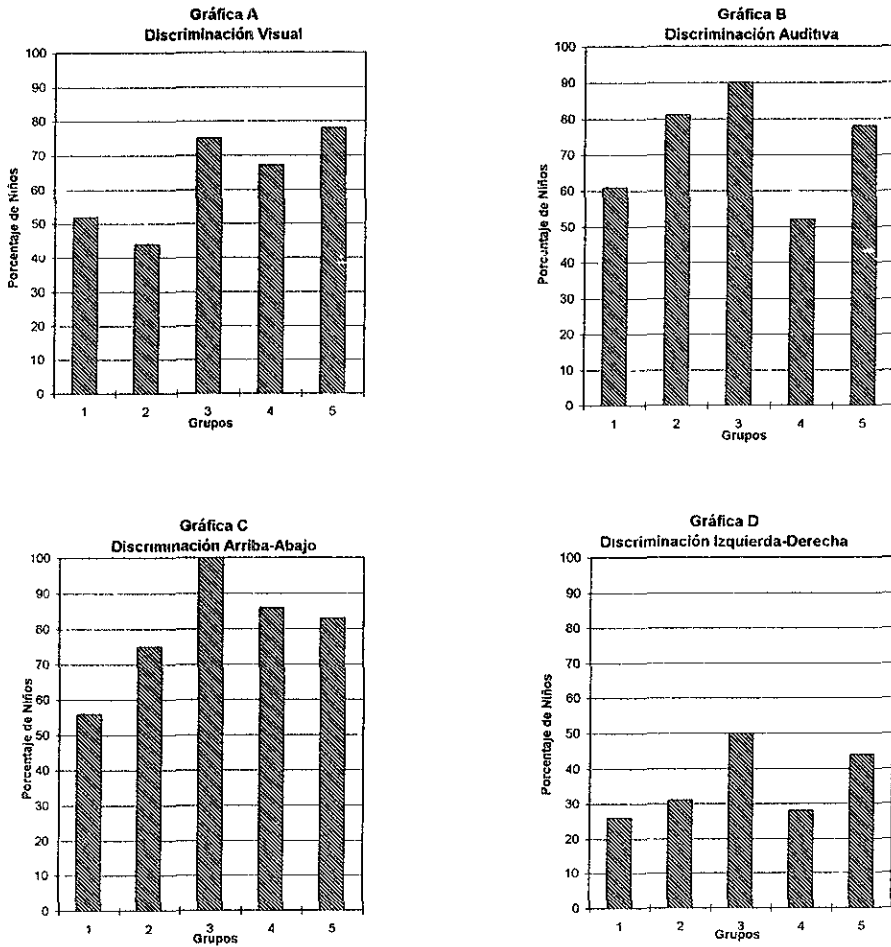 Gráfica A
Discriminación Visual
Porcentaje de Niños
100
90
80
70
60
50
40
30
20
10
0
1 2 3 4 5
Grupos
Gráfica B
Discriminación Auditiva
Porcentaje de Niños
100
90
80
70
60
50
40
30
20
10
0
1 2 3 4 5
Grupos
Gráfica C
Discriminación Arriba-Abajo
Porcentaje de Niños
100
90
80
70
60
50
40
30
20
10
0
1 2 3 4 5
Grupos
Gráfica D
Discriminación Izquierda-Derecha
Porcentaje de Niños
100
90
80
70
60
50
40
30
20
10
0
1 2 3 4 5
Grupos